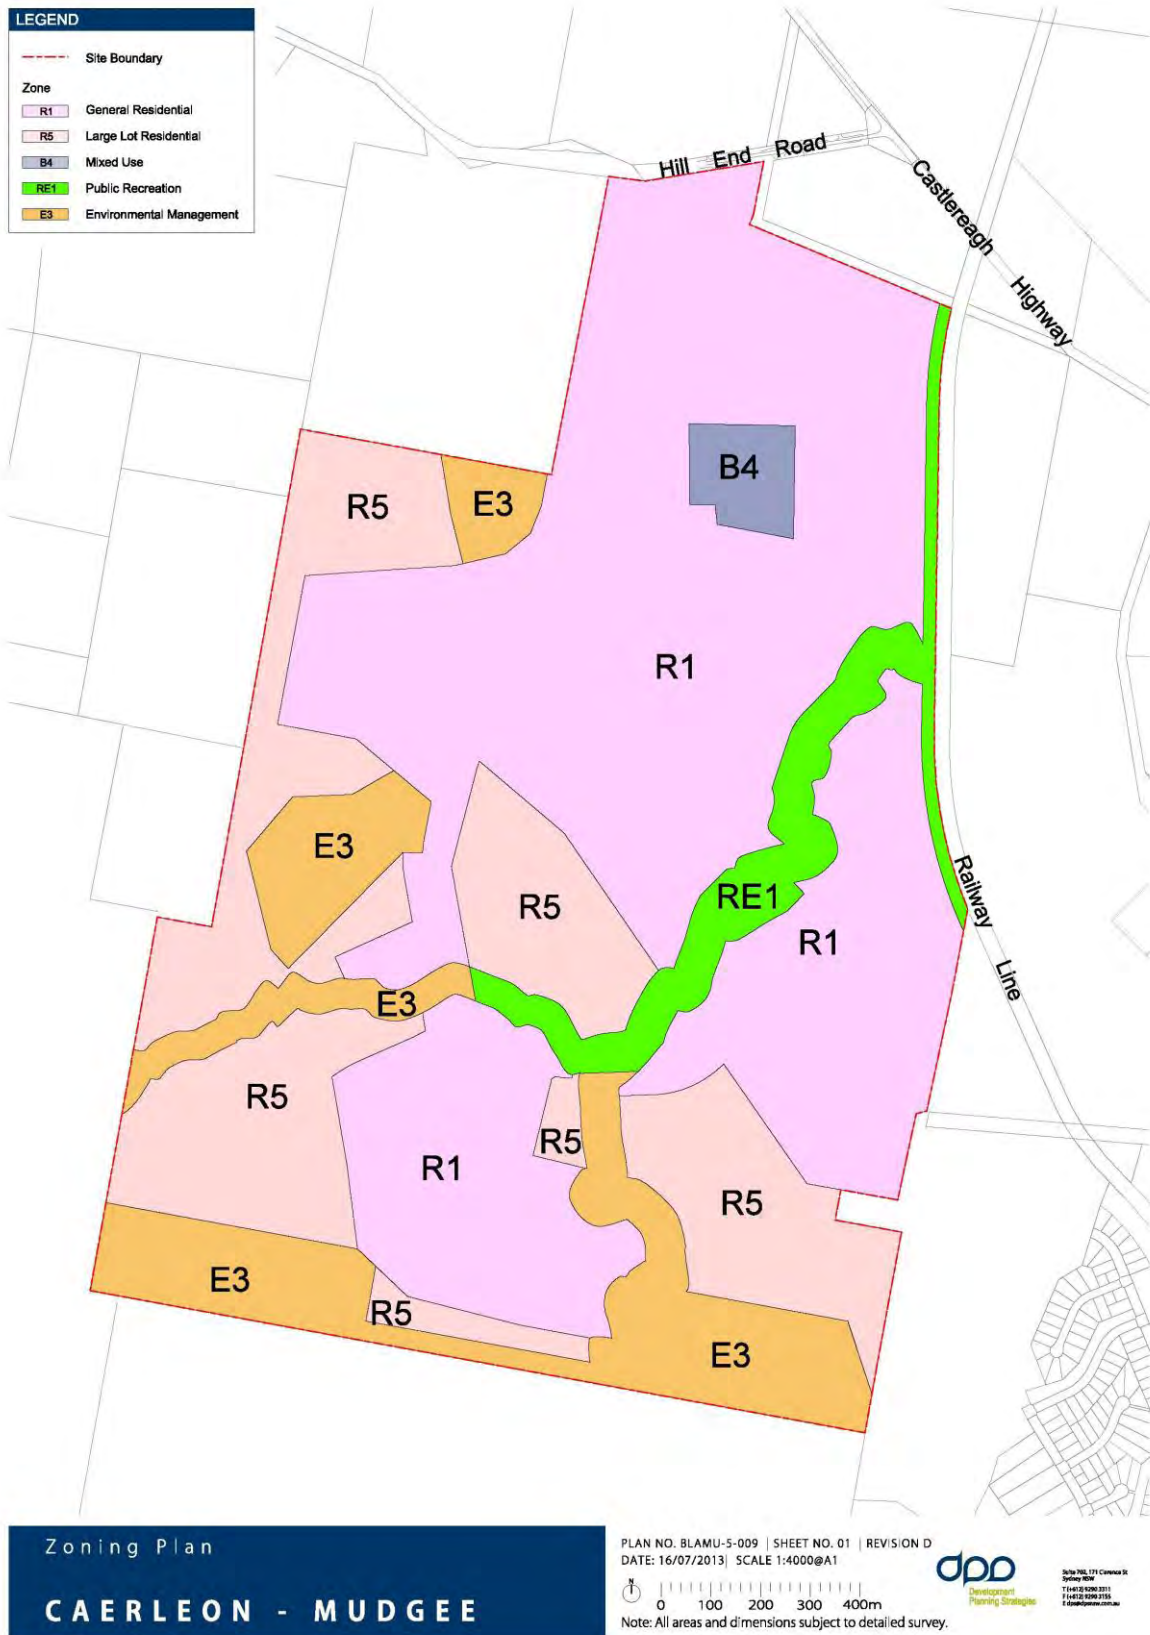 LEGEND
Site Boundary
Zone
R1 General Residential
R5 Large Lot Residential
B4 Mixed Use
RE1 Public Recreation
E3 Environmental Management
Hill End Road
Castlereagh Highway
B4
R5
E3
R1
E3
R5
RE1
R1
E3
R5
R5
R1
R5
E3
R5
E3
Railway Line
Zoning Plan
CAERLEON - MUDGEE
PLAN NO. BLAMU-5-009 | SHEET NO. 01 | REVISION D
DATE: 16/07/2013| SCALE 1:4000@A1
N
0 100 200 300 400m
Note: All areas and dimensions subject to detailed survey.
dpp
Development
Planning Strategies
Sydney NSW